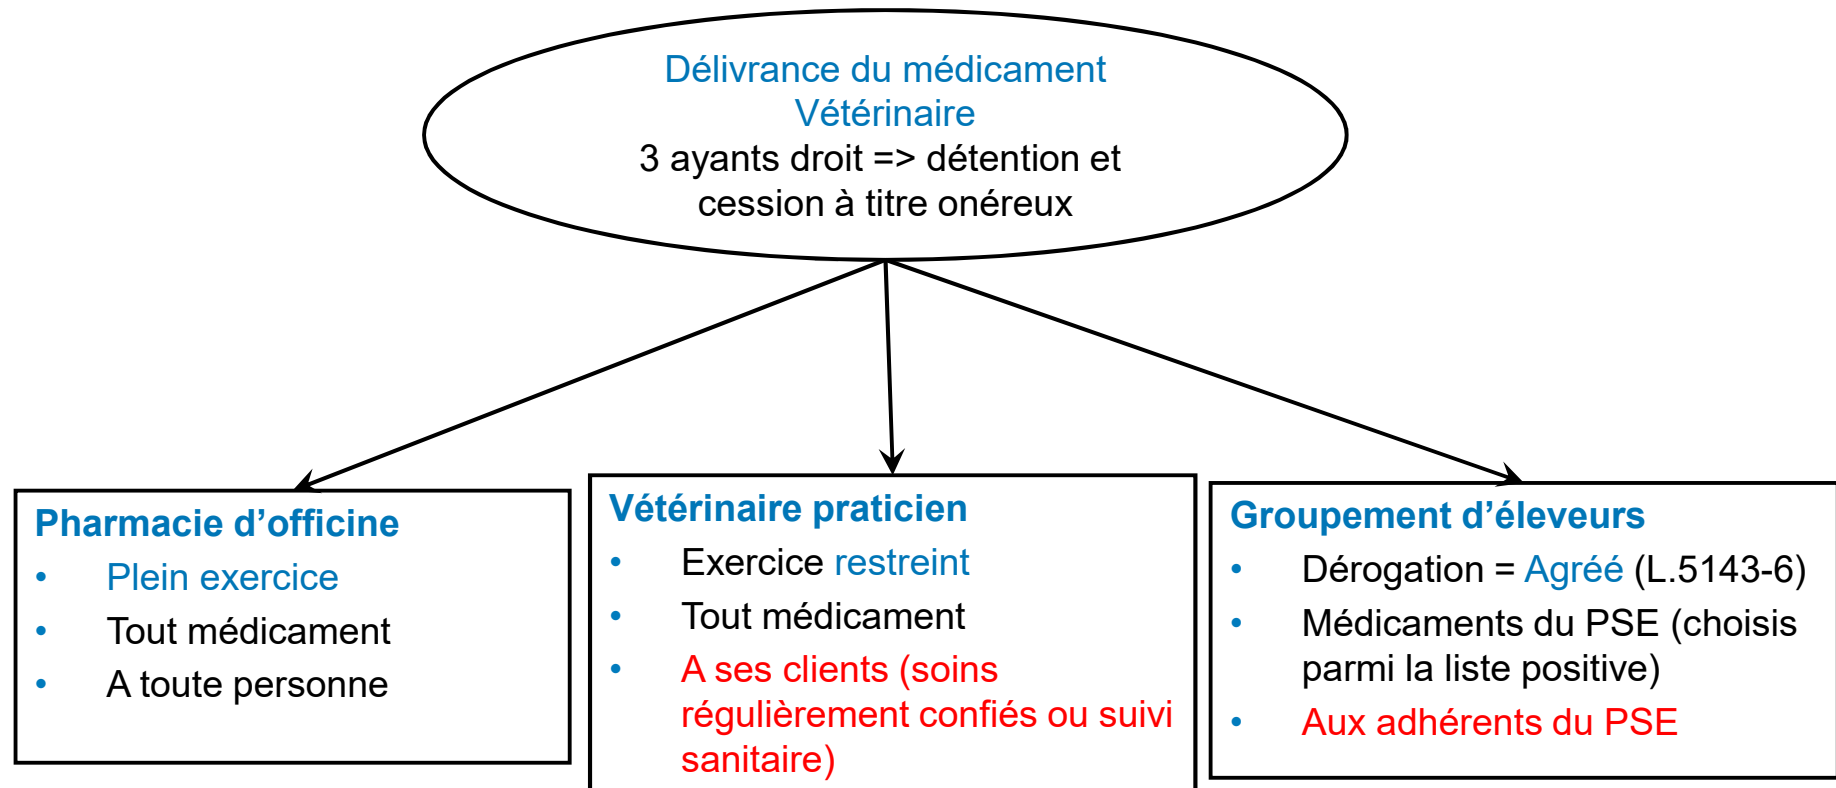 Délivrance du médicament
Vétérinaire
3 ayants droit => détention et
cession à titre onéreux
Pharmacie d’officine
• Plein exercice
• Tout médicament
• A toute personne
Vétérinaire praticien
• Exercice restreint
• Tout médicament
• A ses clients (soins
régulièrement confiés ou suivi
sanitaire)
Groupement d’éleveurs
• Dérogation = Agréé (L.5143-6)
• Médicaments du PSE (choisis
parmi la liste positive)
• Aux adhérents du PSE